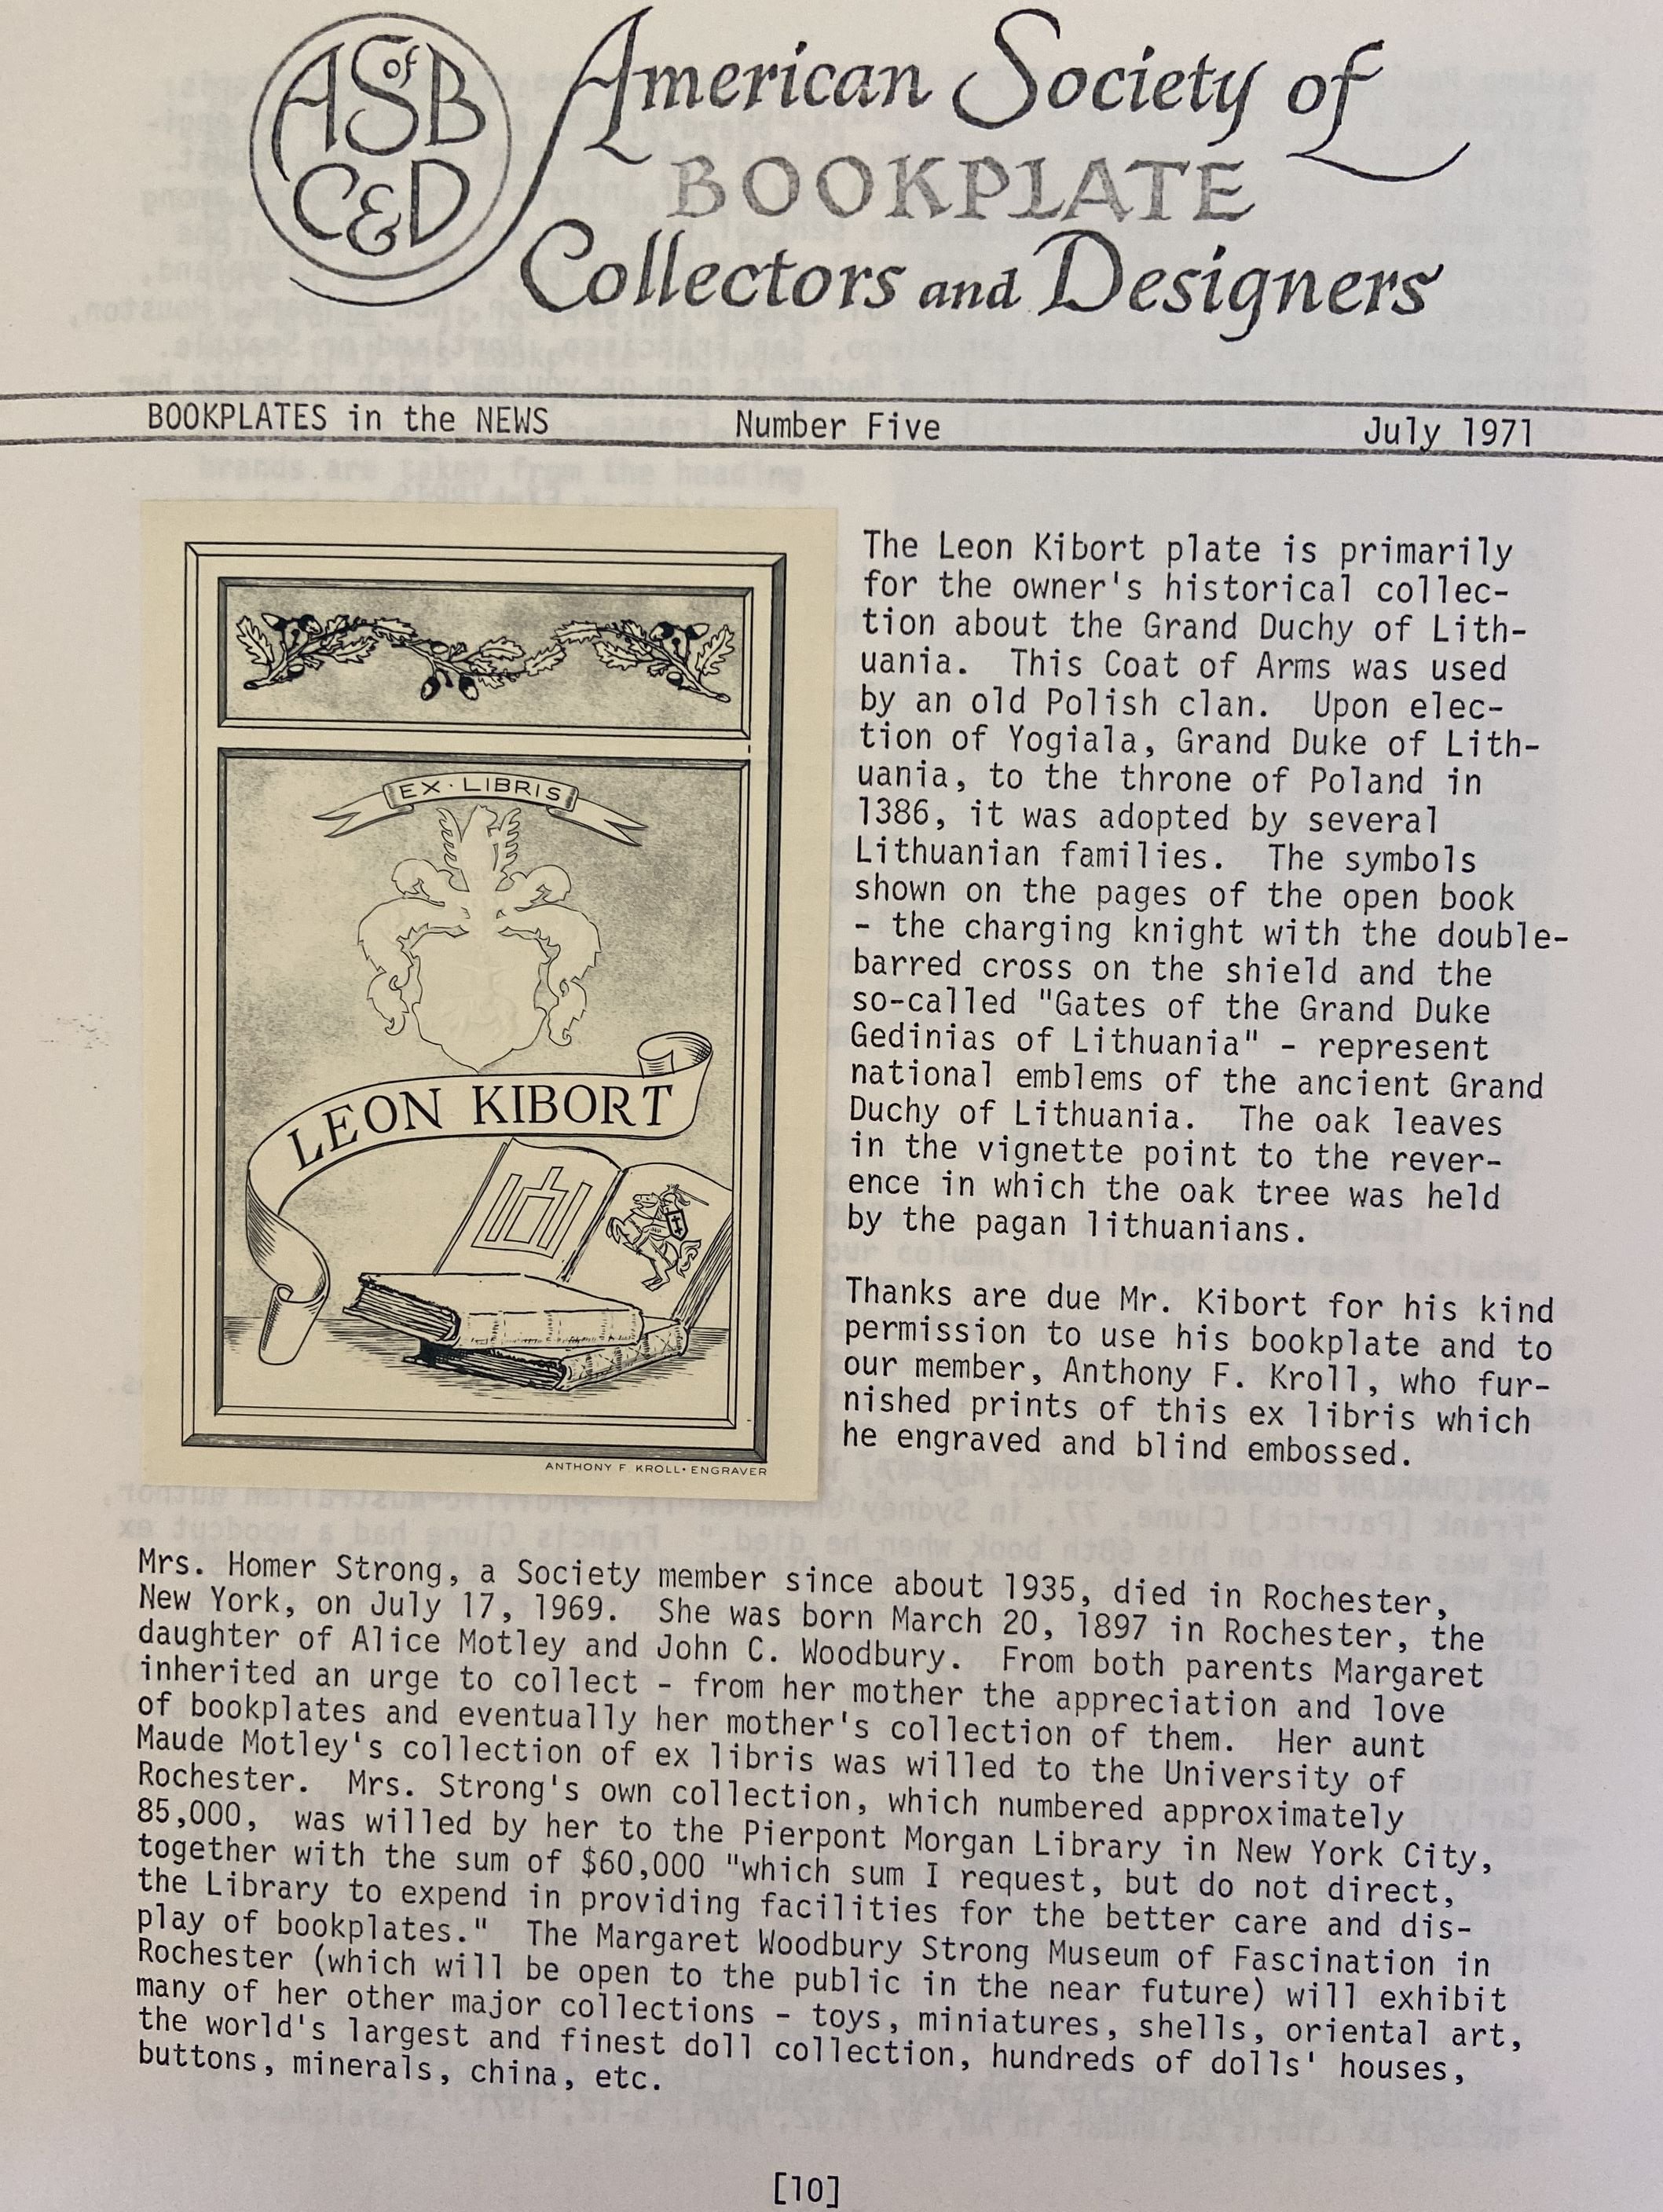 ASofB
C&D
American Society of
BOOKPLATE
Collectors and Designers
BOOKPLATES in the NEWS Number Five July 1971
EX·LIBRIS
LEON KIBORT
ANTHONY F KROLL·ENGRAVER
The Leon Kibort plate is primarily
for the owner's historical collec-
tion about the Grand Duchy of Lith-
uania. This Coat of Arms was used
by an old Polish clan. Upon elec-
tion of Yogiala, Grand Duke of Lith-
uania, to the throne of Poland in
1386, it was adopted by several
Lithuanian families. The symbols
shown on the pages of the open book
- the charging knight with the double-
barred cross on the shield and the
so-called "Gates of the Grand Duke
Gedinias of Lithuania" - represent
national emblems of the ancient Grand
Duchy of Lithuania. The oak leaves
in the vignette point to the rever-
ence in which the oak tree was held
by the pagan lithuanians.
Thanks are due Mr. Kibort for his kind
permission to use his bookplate and to
our member, Anthony F. Kroll, who fur-
nished prints of this ex libris which
he engraved and blind embossed.
Mrs. Homer Strong, a Society member since about 1935, died in Rochester,
New York, on July 17, 1969. She was born March 20, 1897 in Rochester, the
daughter of Alice Motley and John C. Woodbury. From both parents Margaret
inherited an urge to collect - from her mother the appreciation and love
of bookplates and eventually her mother's collection of them. Her aunt
Maude Motley's collection of ex libris was willed to the University of
Rochester. Mrs. Strong's own collection, which numbered approximately
85,000, was willed by her to the Pierpont Morgan Library in New York City,
together with the sum of $60,000 "which sum I request, but do not direct,
the Library to expend in providing facilities for the better care and dis-
play of bookplates." The Margaret Woodbury Strong Museum of Fascination in
Rochester (which will be open to the public in the near future) will exhibit
many of her other major collections - toys, miniatures, shells, oriental art,
the world's largest and finest doll collection, hundreds of dolls' houses,
buttons, minerals, china, etc.
[10]